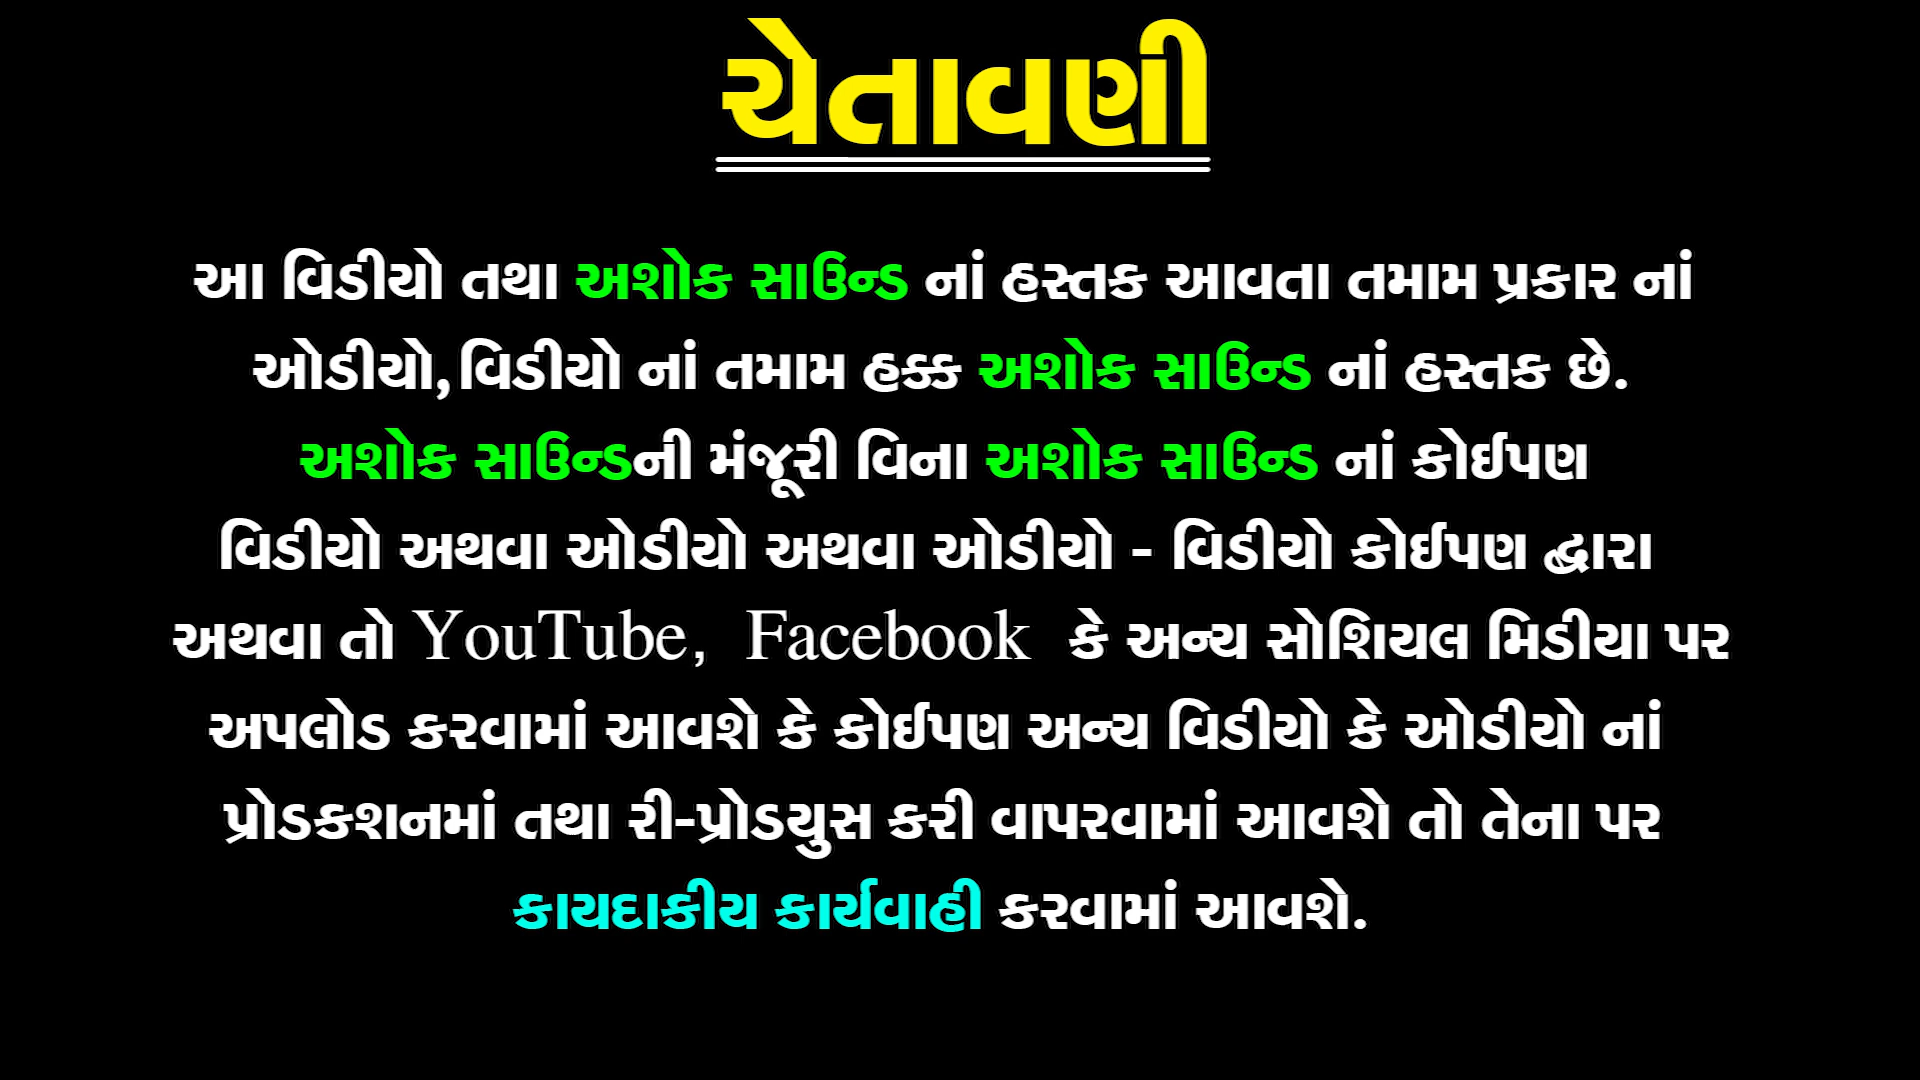 ચેતાવણી
આ વિડીયો તથા અશોક સાઉન્ડ નાં હસ્તક આવતા તમામ પ્રકાર નાં
ઓડીયો,વિડીયો નાં તમામ હક્ક અશોક સાઉન્ડ નાં હસ્તક છે.
અશોક સાઉન્ડની મંજૂરી વિના અશોક સાઉન્ડ નાં કોઈપણ
વિડીયો અથવા ઓડીયો અથવા ઓડીયો - વિડીયો કોઈપણ દ્વારા
અથવા તો YouTube, Facebook કે અન્ય સોશિયલ મિડીયા પર
અપલોડ કરવામાં આવશે કે કોઈપણ અન્ય વિડીયો કે ઓડીયો નાં
પ્રોડકશનમાં તથા રી-પ્રોડયુસ કરી વાપરવામાં આવશે તો તેના પર
કાયદાકીય કાર્યવાહી કરવામાં આવશે.